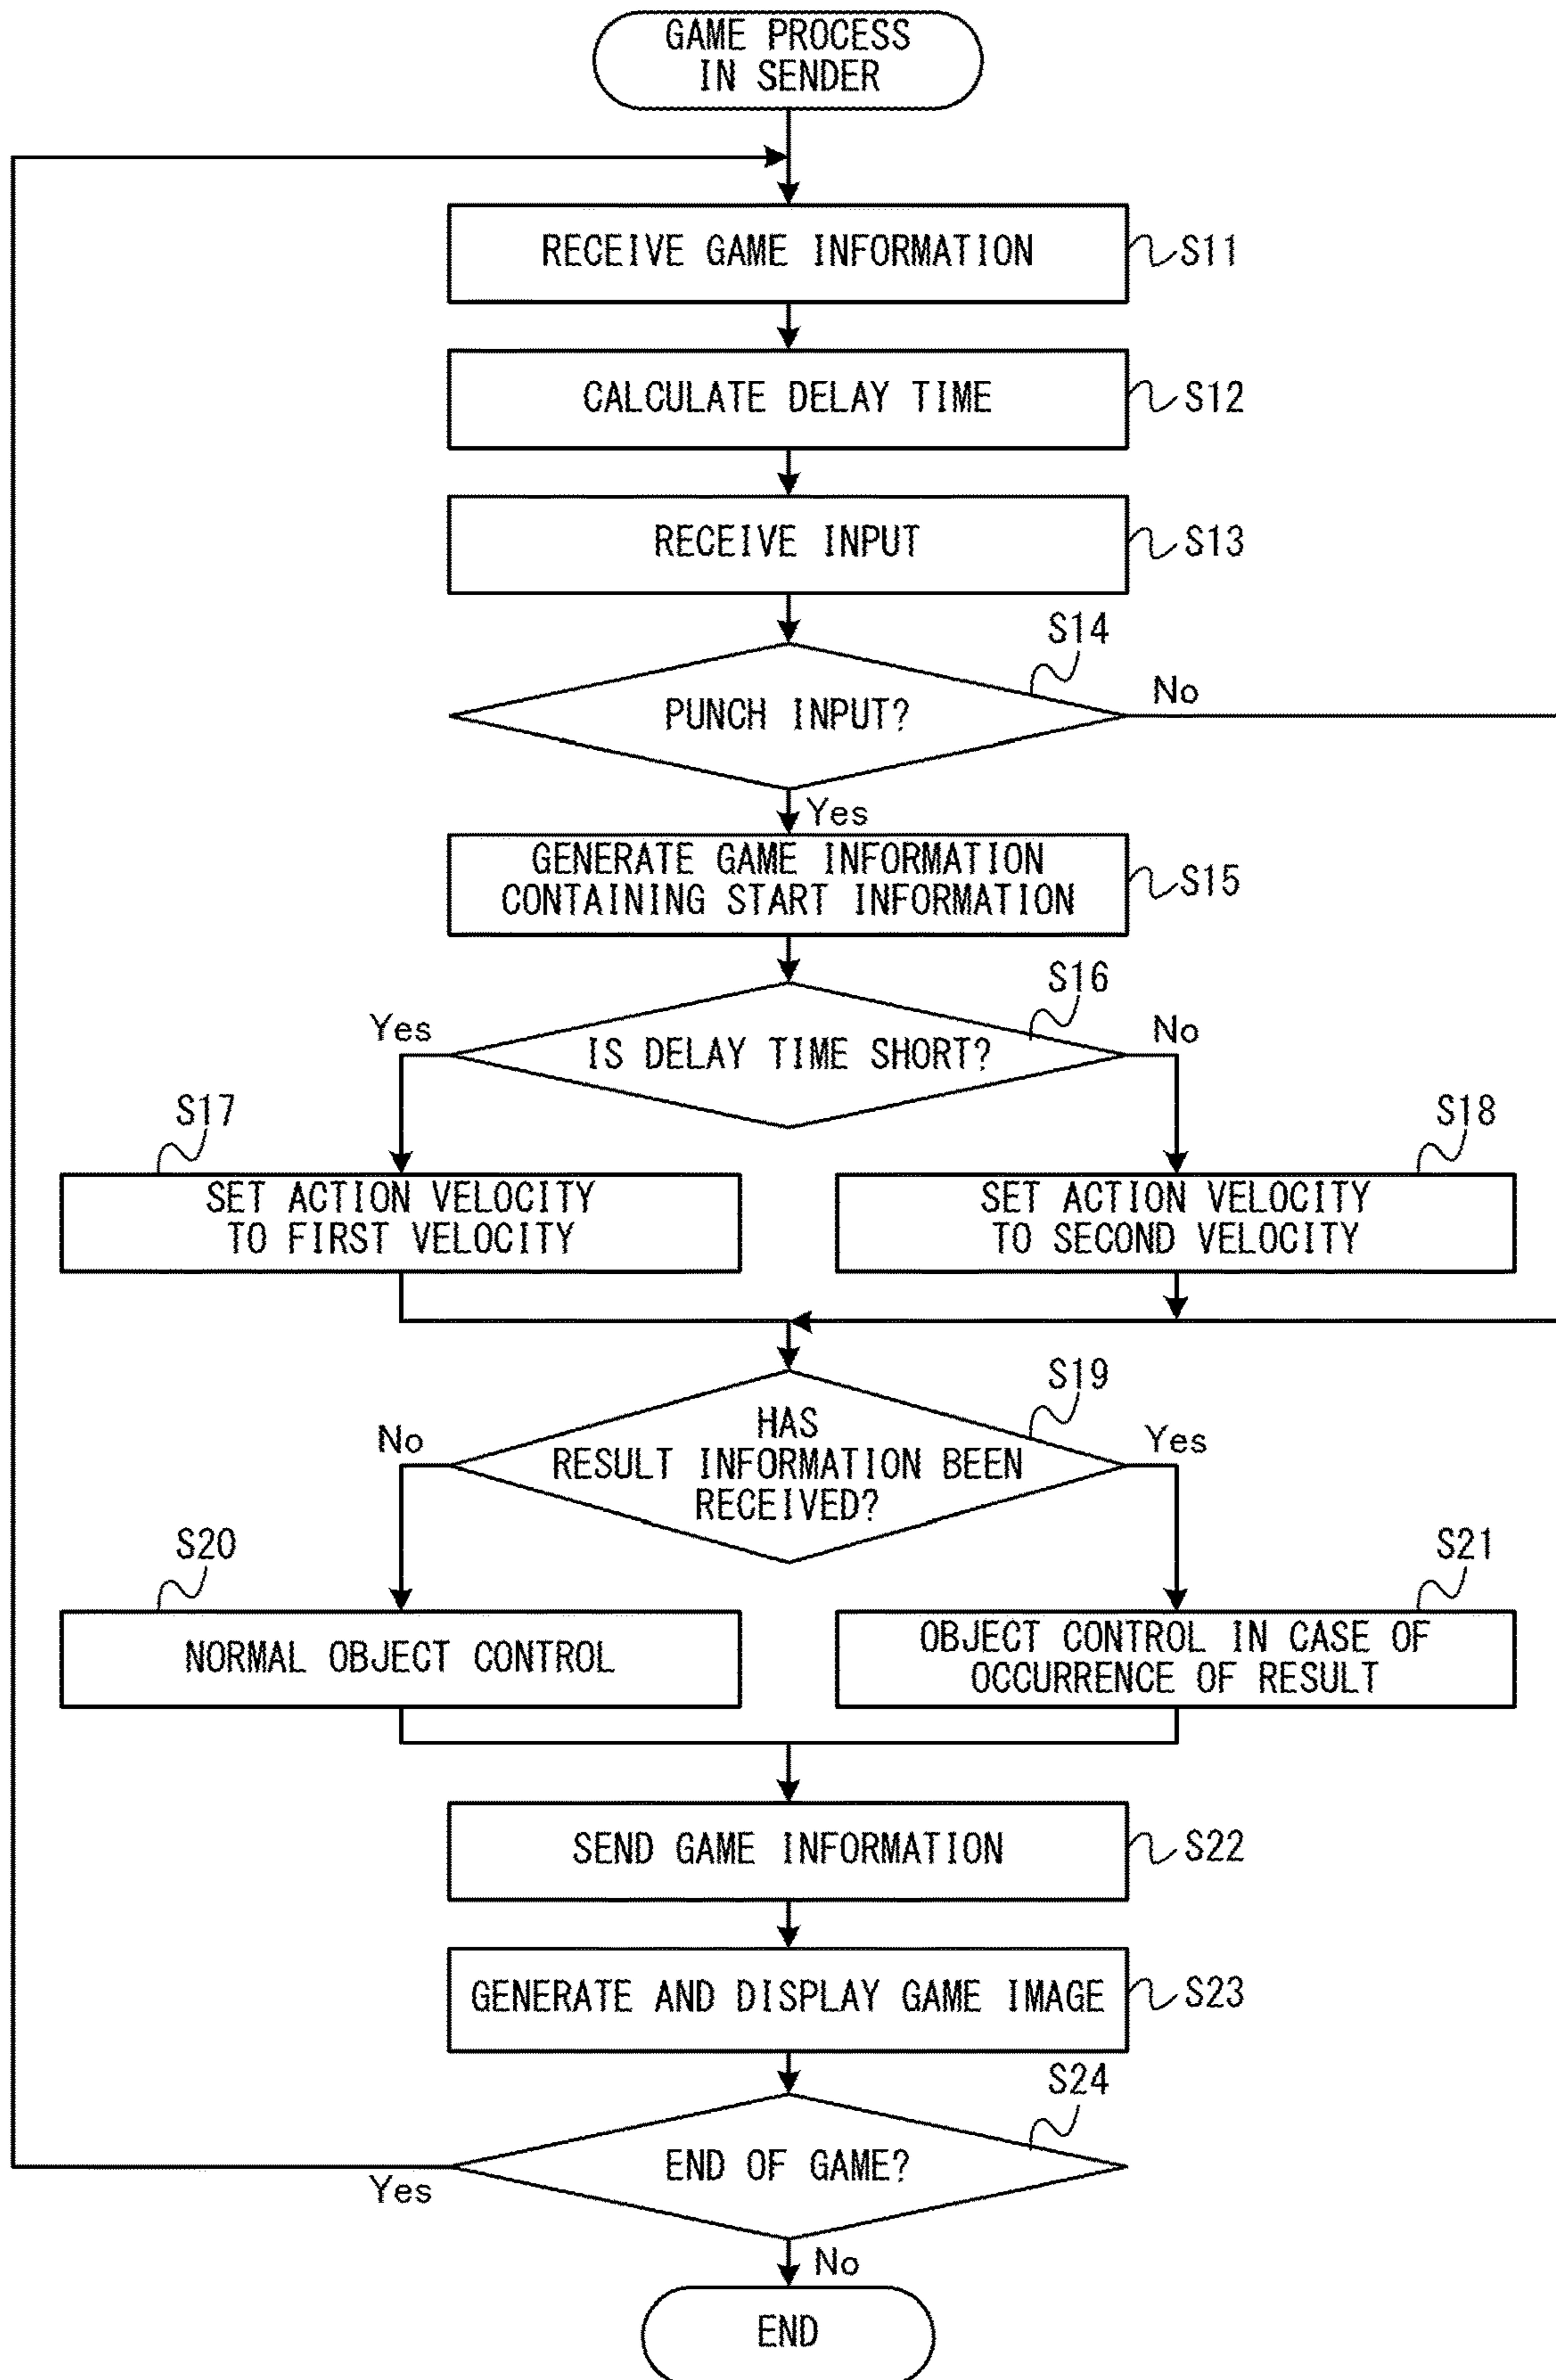 GAME PROCESS
IN SENDER
RECEIVE GAME INFORMATION
S11
CALCULATE DELAY TIME
S12
RECEIVE INPUT
S13
S14
PUNCH INPUT?
No
Yes
GENERATE GAME INFORMATION
CONTAINING START INFORMATION
S15
S16
Yes
IS DELAY TIME SHORT?
No
S17
S18
SET ACTION VELOCITY
TO FIRST VELOCITY
SET ACTION VELOCITY
TO SECOND VELOCITY
S19
No
HAS
RESULT INFORMATION BEEN
RECEIVED?
Yes
S20
S21
NORMAL OBJECT CONTROL
OBJECT CONTROL IN CASE OF
OCCURRENCE OF RESULT
SEND GAME INFORMATION
S22
GENERATE AND DISPLAY GAME IMAGE
S23
S24
END OF GAME?
Yes
No
END